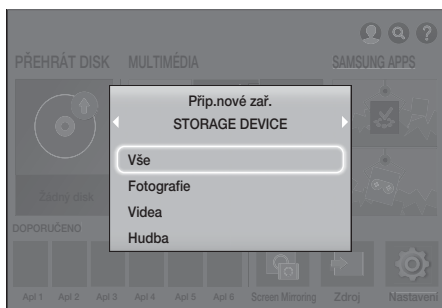 PŘEHRÁT DISK MULTIMÉDIA SAMSUNG APPS
Přip.nové zař.
STORAGE DEVICE
Vše
Fotografie
Videa
Hudba
Žádný disk
DOPORUČENO
Apl 1 Apl 2 Apl 3 Apl 4 Apl 5 Apl 6 Screen Mirroring Zdroj Nastavení